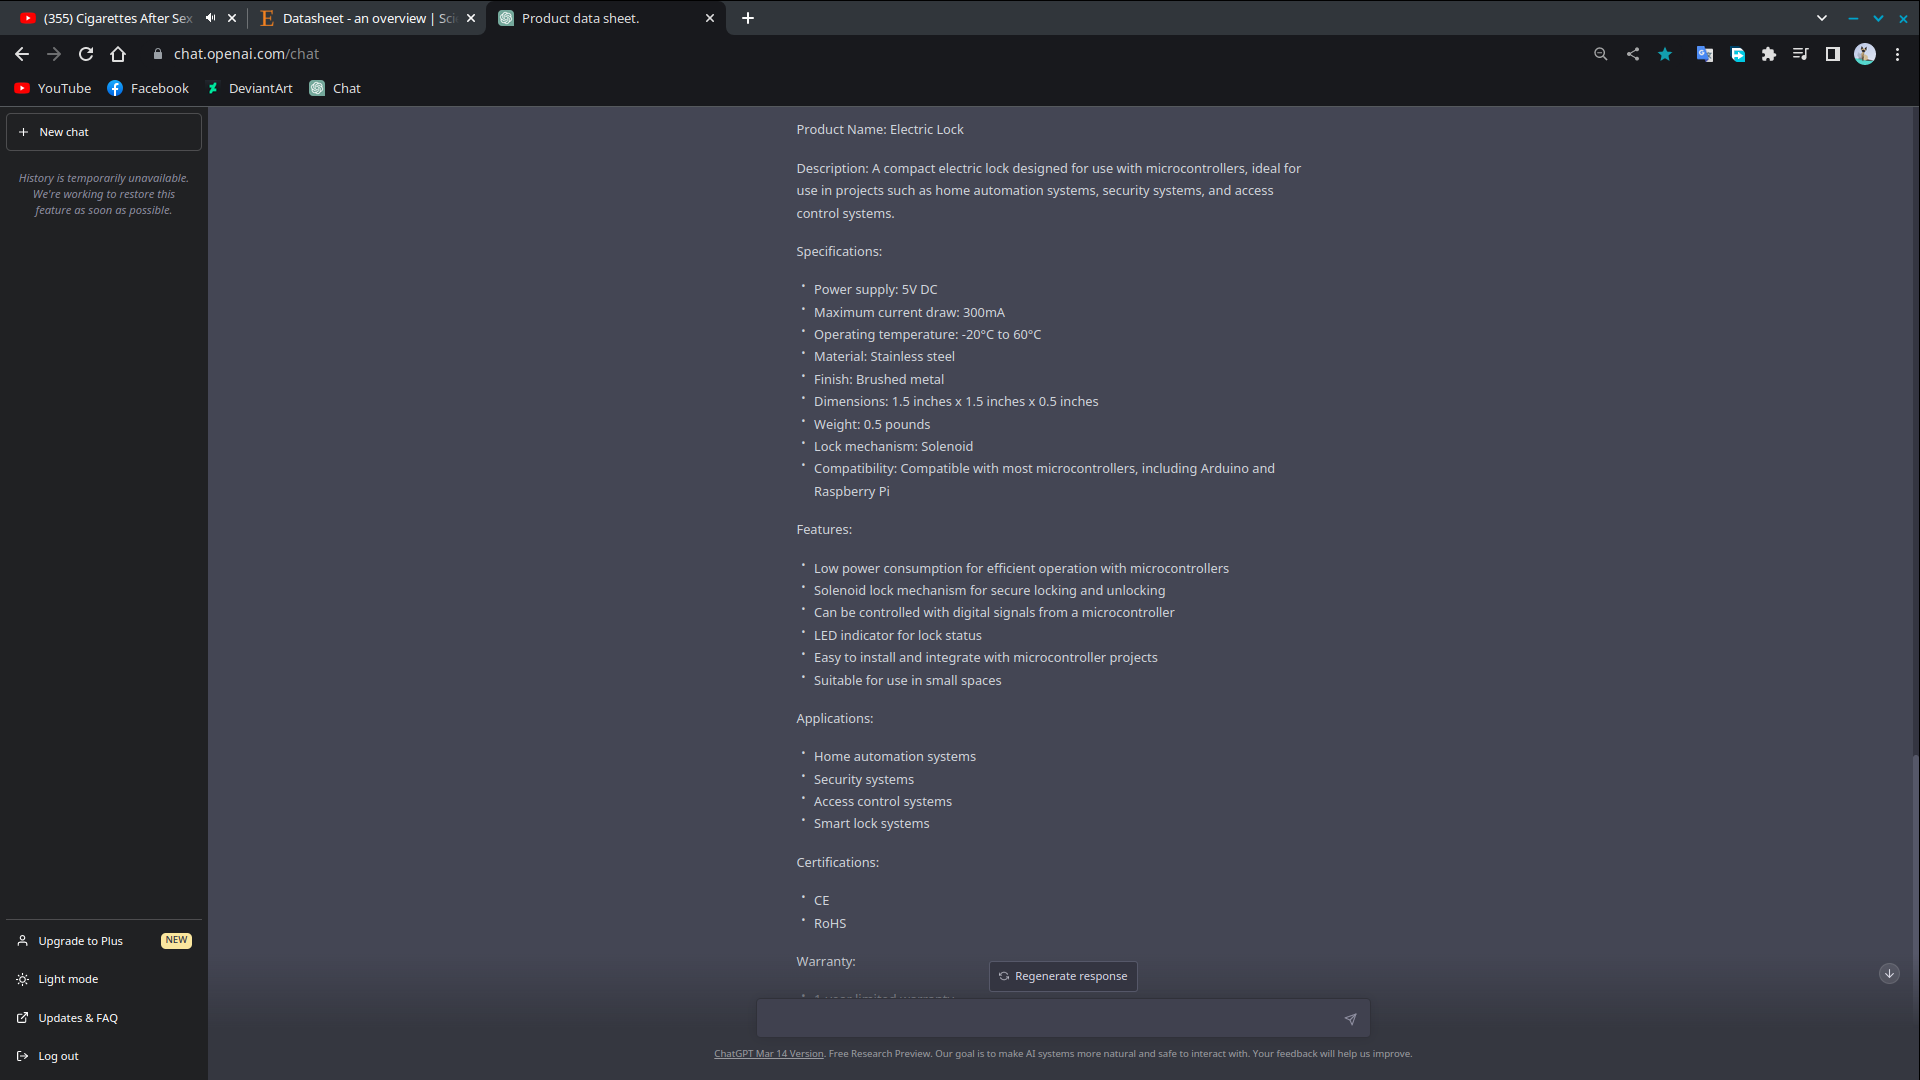 (355) Cigarettes After Sex
Datasheet - an overview | Sci
Product data sheet.
chat.openai.com/chat
YouTube
Facebook
DeviantArt
Chat
New chat
History is temporarily unavailable.
We're working to restore this
feature as soon as possible.
Product Name: Electric Lock
Description: A compact electric lock designed for use with microcontrollers, ideal for
use in projects such as home automation systems, security systems, and access
control systems.
Specifications:
• Power supply: 5V DC
• Maximum current draw: 300mA
• Operating temperature: -20°C to 60°C
• Material: Stainless steel
• Finish: Brushed metal
• Dimensions: 1.5 inches x 1.5 inches x 0.5 inches
• Weight: 0.5 pounds
• Lock mechanism: Solenoid
• Compatibility: Compatible with most microcontrollers, including Arduino and
Raspberry Pi
Features:
• Low power consumption for efficient operation with microcontrollers
• Solenoid lock mechanism for secure locking and unlocking
• Can be controlled with digital signals from a microcontroller
• LED indicator for lock status
• Easy to install and integrate with microcontroller projects
• Suitable for use in small spaces
Applications:
• Home automation systems
• Security systems
• Access control systems
• Smart lock systems
Certifications:
• CE
• RoHS
Warranty:
• 1-year limited warranty
Regenerate response
Upgrade to Plus
NEW
Light mode
Updates & FAQ
Log out
ChatGPT Mar 14 Version. Free Research Preview. Our goal is to make AI systems more natural and safe to interact with. Your feedback will help us improve.